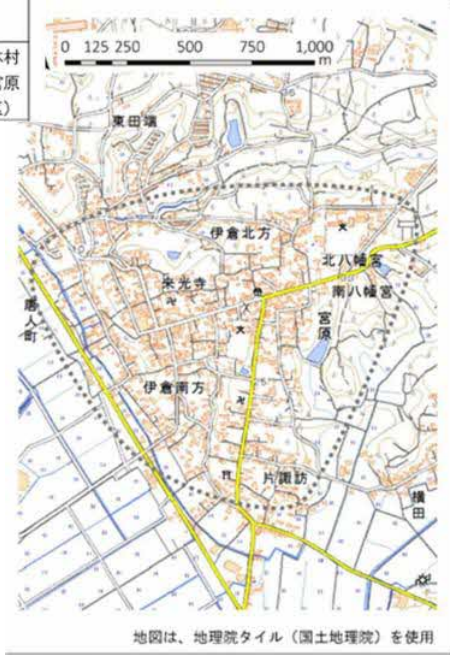 村
宮原
0 125 250 500 750 1,000
m
東田端
伊倉北方
北八幡宮
来光寺
南八幡宮
唐人町
宮原
伊倉南方
片諏訪
横田
地図は、地理院タイル（国土地理院）を使用